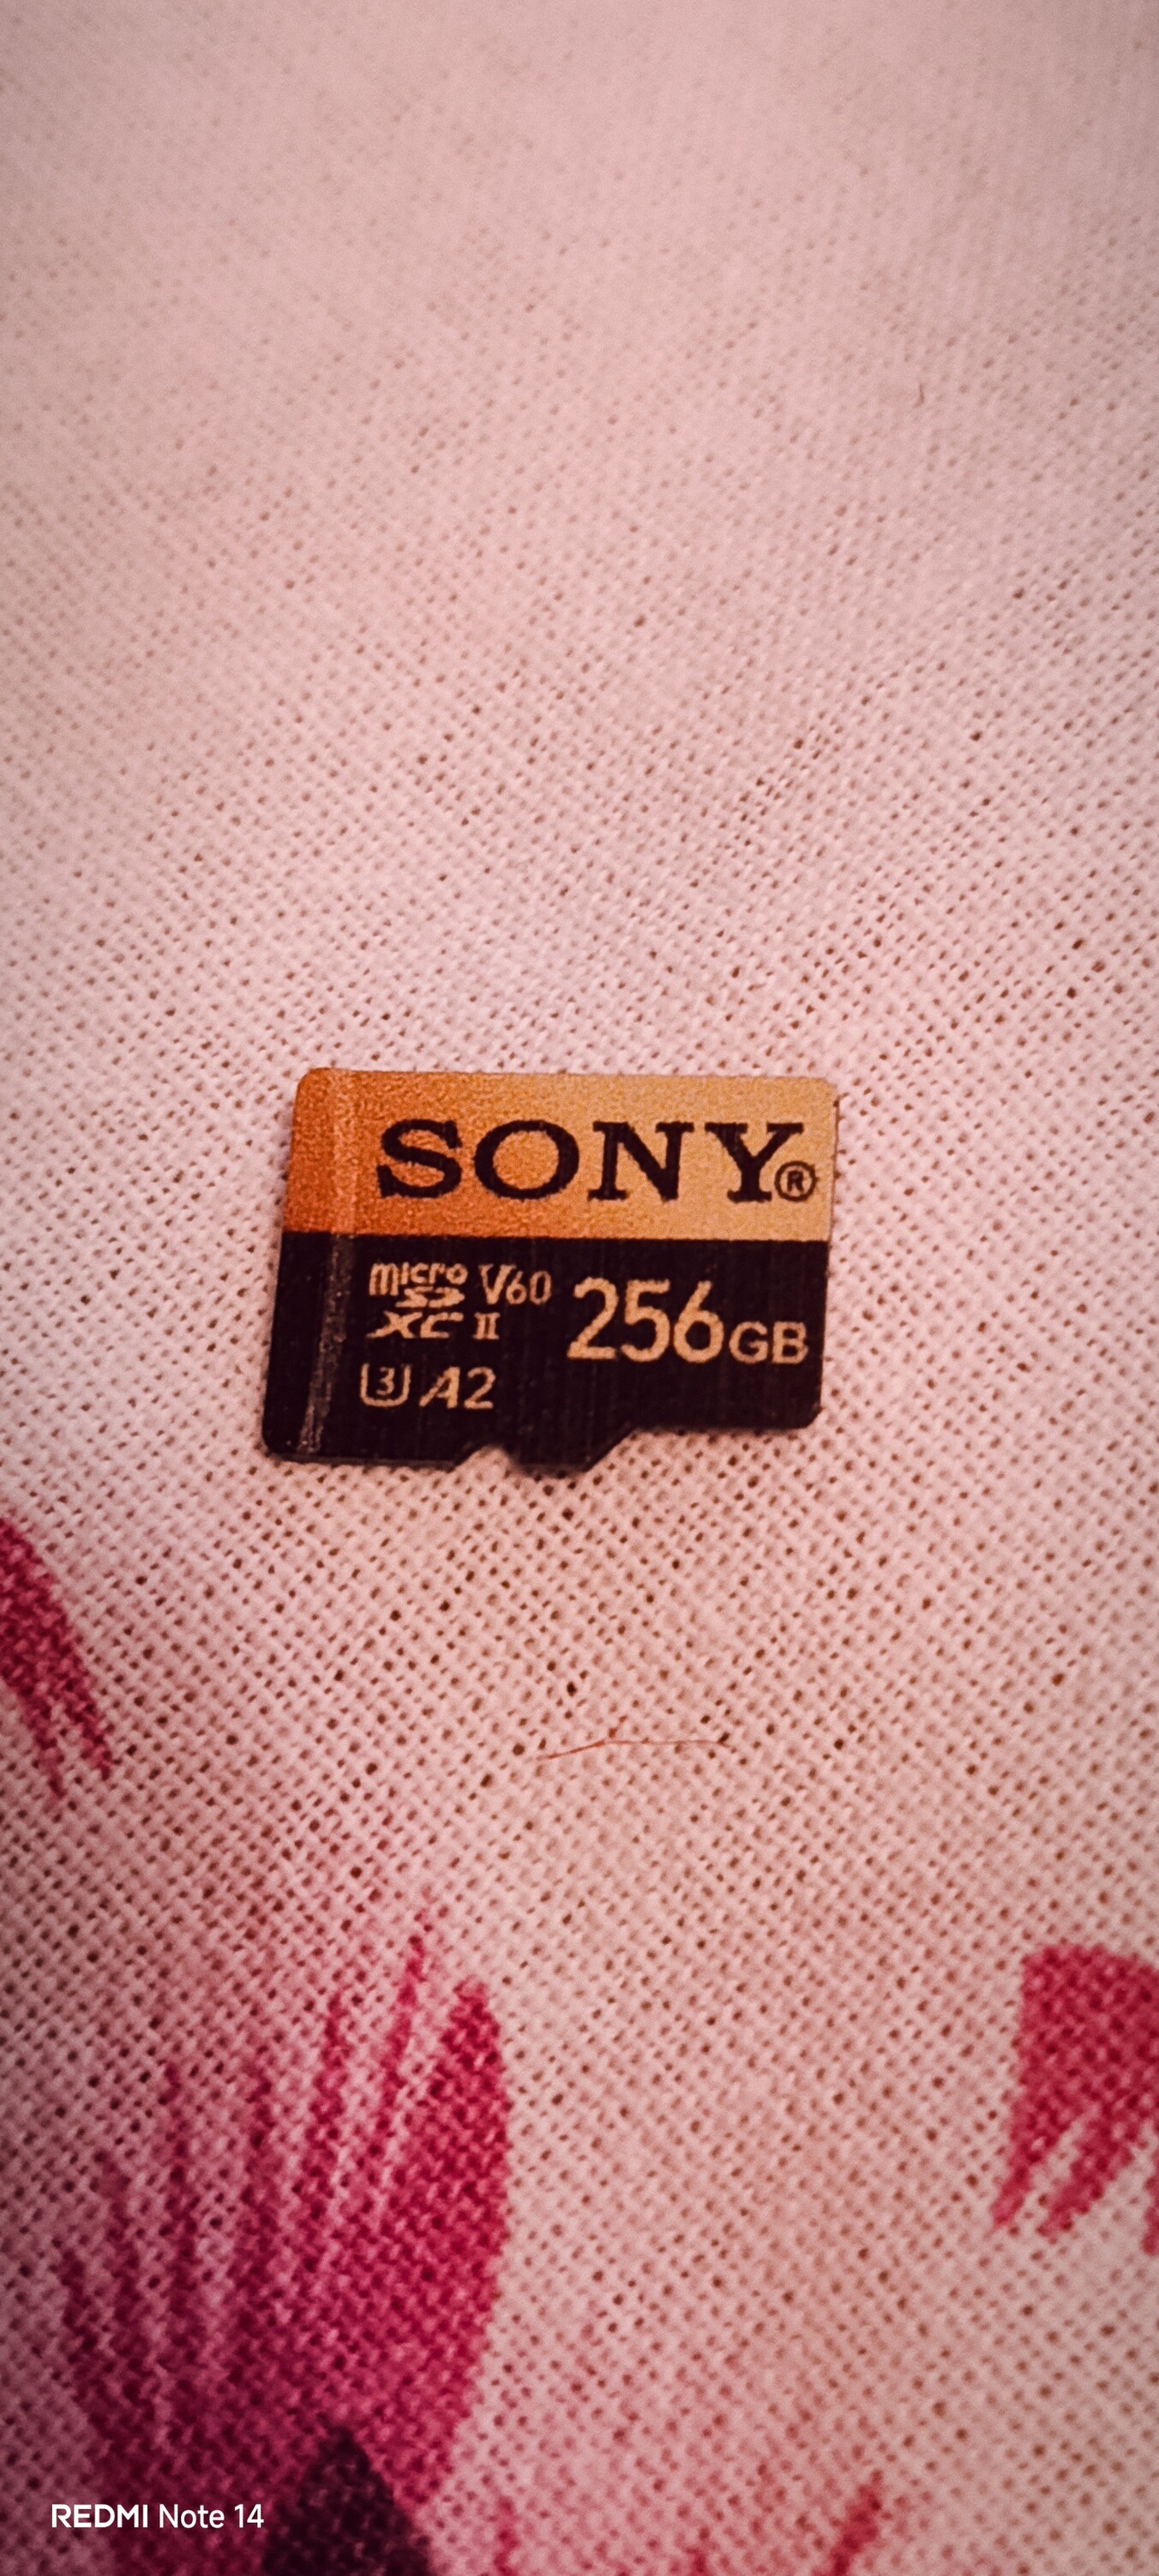 SONY®
micro SD XC II V60 256GB
U3 A2
REDMI Note 14